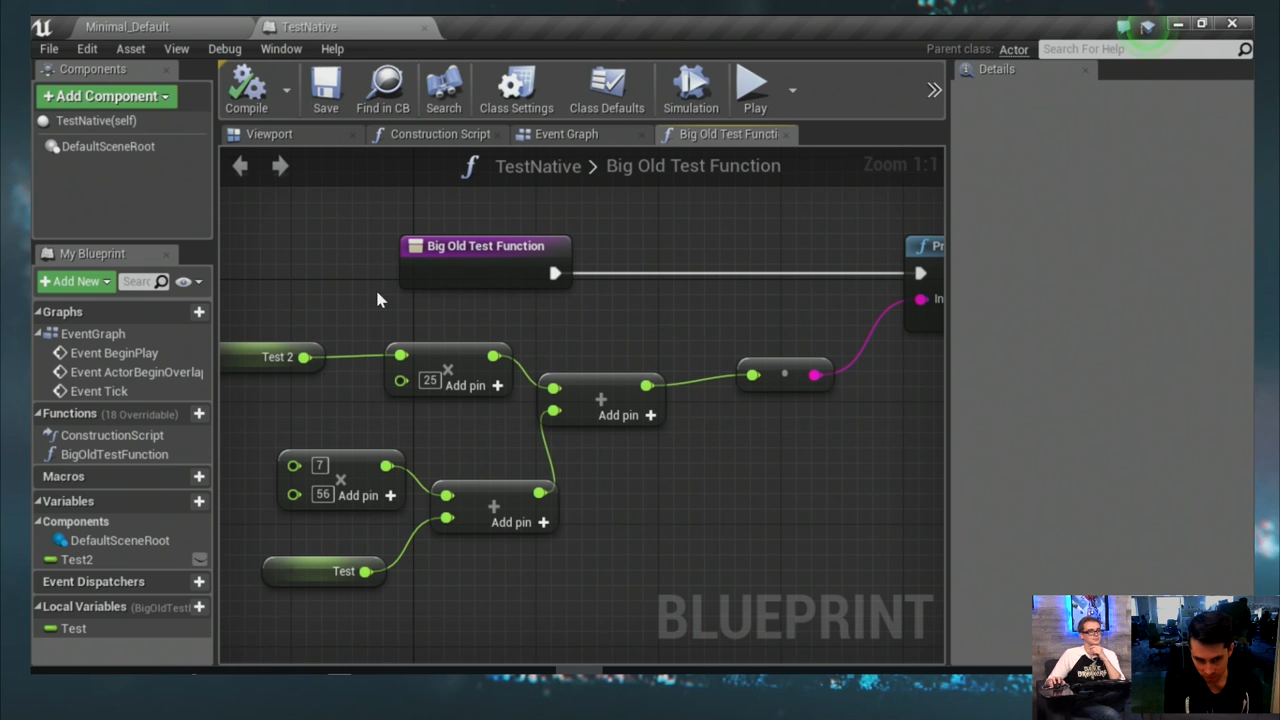 Minimal_Default
TestNative
File Edit Asset View Debug Window Help
Parent class: Actor
Search For Help
Components
+ Add Component
TestNative(self)
DefaultSceneRoot
Compile
Save
Find in CB
Search
Class Settings
Class Defaults
Simulation
Play
Details
Viewport
Construction Script
Event Graph
Big Old Test Functi
TestNative > Big Old Test Function
Zoom 1:1
My Blueprint
+ Add New
Searc
Graphs
EventGraph
Event BeginPlay
Event ActorBeginOverlap
Event Tick
Functions (18 Overridable)
ConstructionScript
BigOldTestFunction
Macros
Variables
Components
DefaultSceneRoot
Test2
Event Dispatchers
Local Variables (BigOldTestI
Test
Big Old Test Function
Pr
In
Test 2
25
Add pin +
Add pin +
7
56
Add pin +
Add pin +
Test
BLUEPRINT